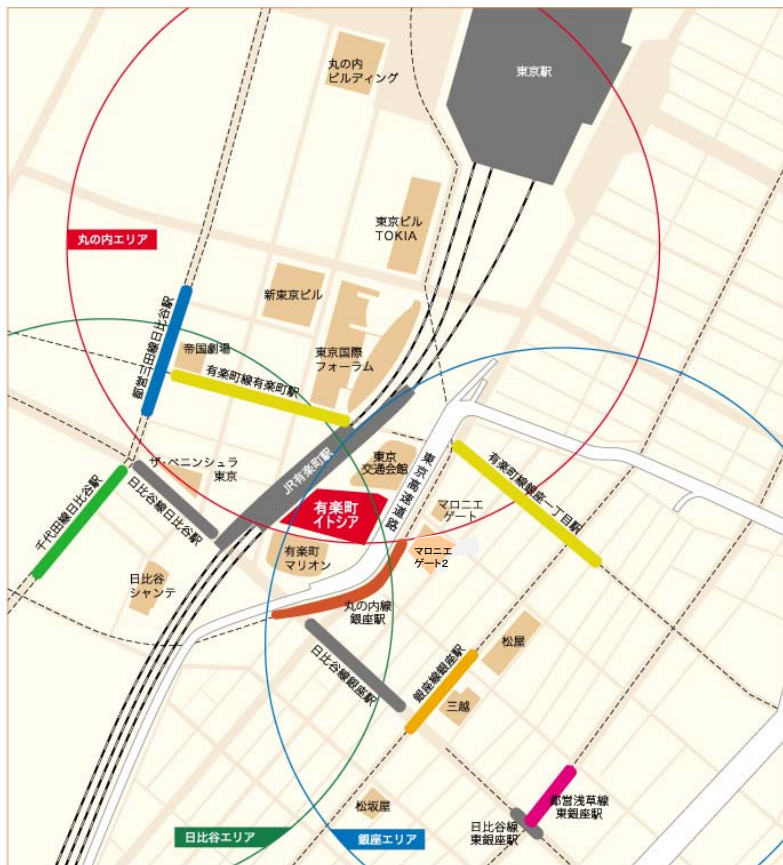 丸の内
ビルディング
東京駅
東京ビル
TOKIA
丸の内エリア
新東京ビル
都営三田線日比谷駅
帝国劇場
東京国際
フォーラム
有楽町線有楽町駅
JR有楽町駅
東京
交通会館
東京高速道路
有楽町線銀座一丁目駅
ザ・ペニンシュラ
東京
日比谷線日比谷駅
千代田線日比谷駅
有楽町
イトシア
マロニエ
ゲート
有楽町
マリオン
マロニエ
ゲート2
日比谷
シャンテ
丸の内線
銀座駅
日比谷線銀座駅
銀座線銀座駅
松屋
三越
松坂屋
都営浅草線
東銀座駅
日比谷線
東銀座駅
日比谷エリア
銀座エリア